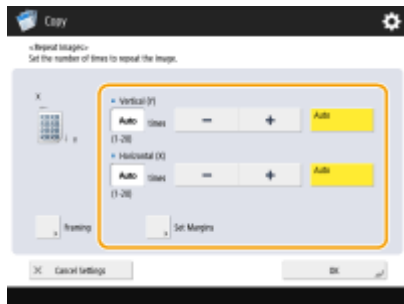 Copy
<Repeat Images>
Set the number of times to repeat the image.
X
Y
Vertical (Y)
Auto times − + Auto
(1-20)
Horizontal (X)
Auto times − + Auto
(1-20)
Framing
Set Margins
Cancel Settings
OK